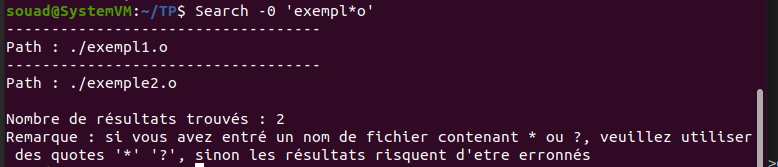 souad@SystemVM:~/TP$ Search -0 'exempl*o'
-----------------------------------
Path : ./exempl1.o
-----------------------------------
Path : ./exemple2.o
Nombre de résultats trouvés : 2
Remarque : si vous avez entré un nom de fichier contenant * ou ?, veuillez utiliser
des quotes '*' '?', sinon les résultats risquent d'etre erronnés